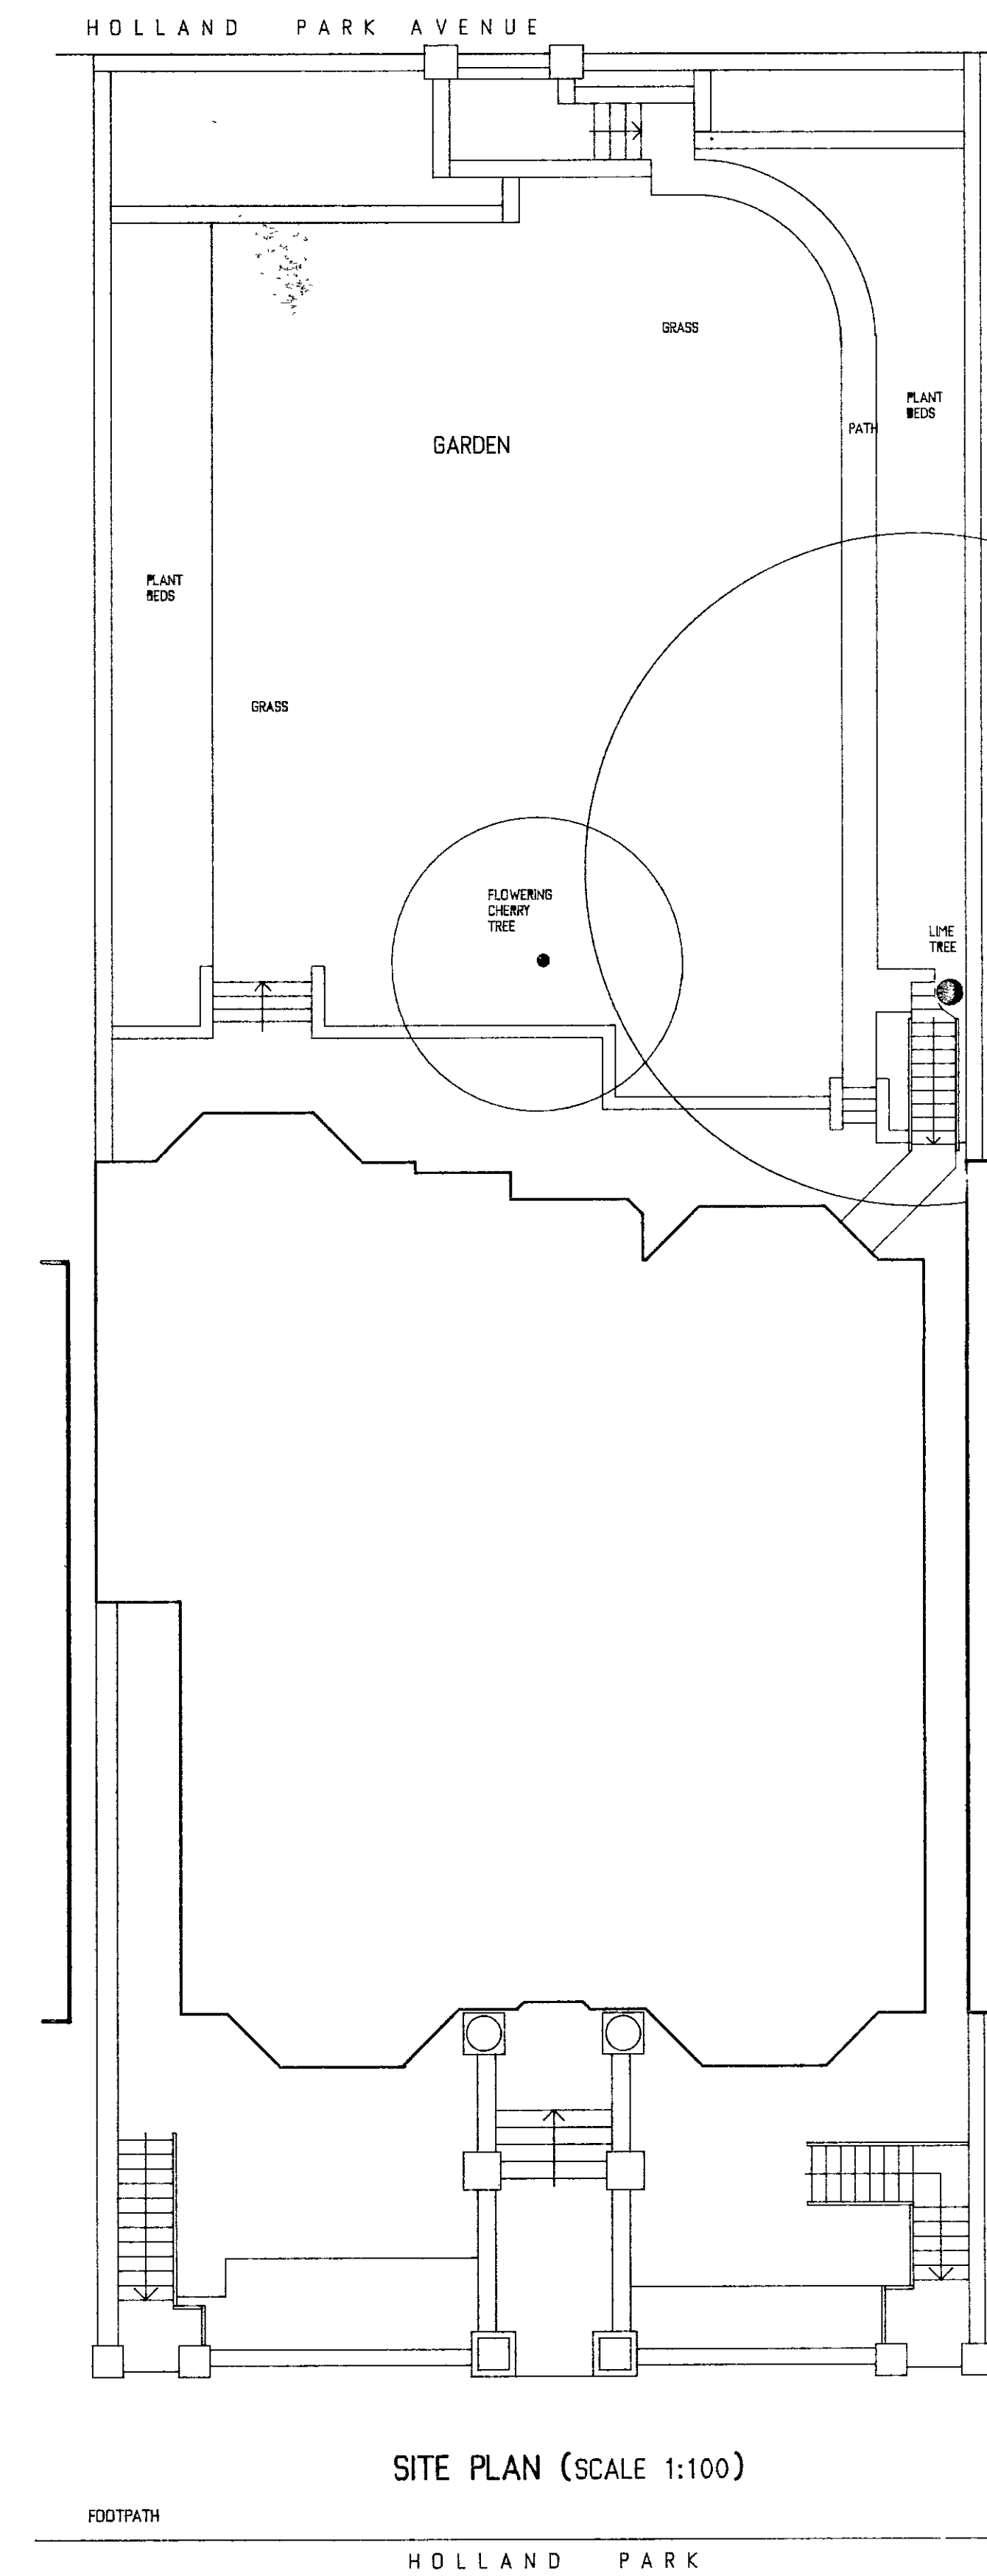 HOLLAND PARK AVENUE
GRASS
PLANT
BEDS
PATH
GARDEN
PLANT
BEDS
GRASS
FLOWERING
CHERRY
TREE
LIME
TREE
SITE PLAN (SCALE 1:100)
FOOTPATH
HOLLAND PARK